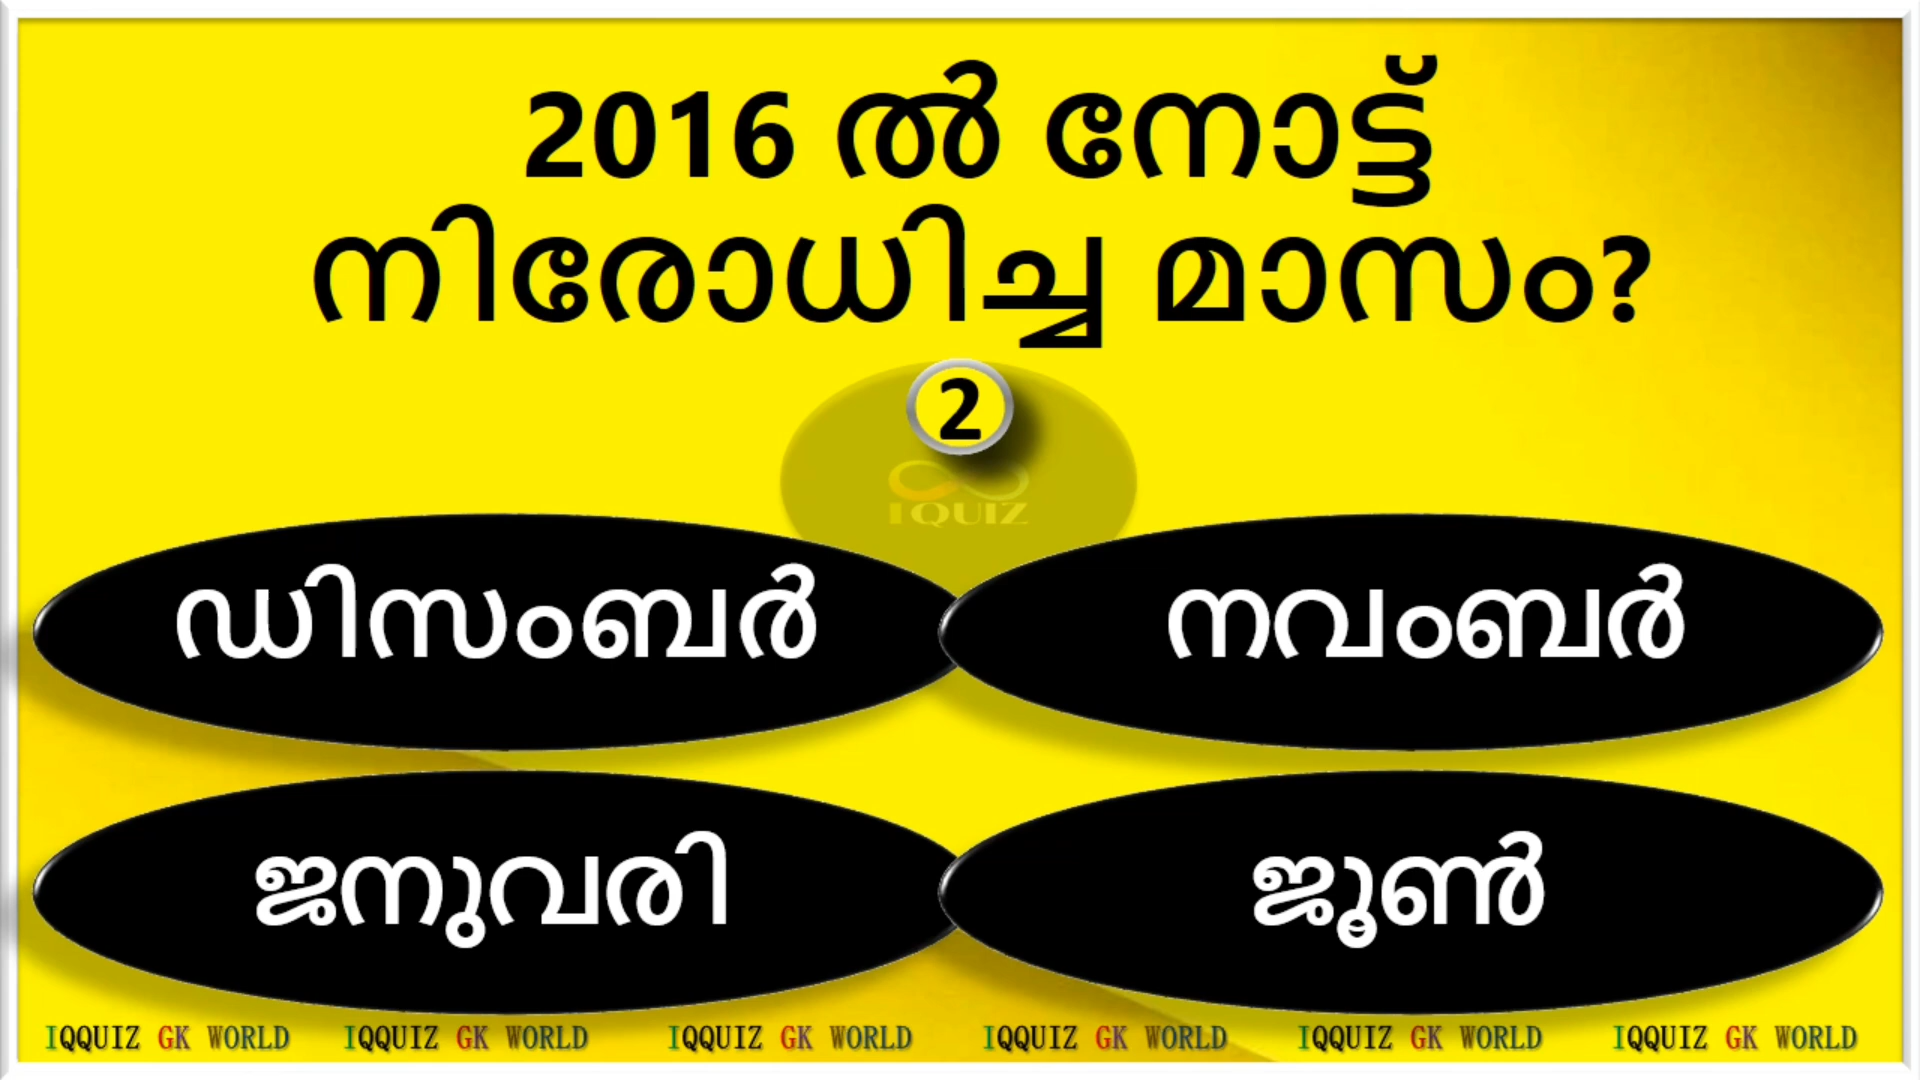 2016 ൽ നോട്ട്
നിരോധിച്ച മാസം?
2
IQUIZ
ഡിസംബർ നവംബർ
ജനുവരി ജൂൺ
IQQUIZ GK WORLD IQQUIZ GK WORLD IQQUIZ GK WORLD IQQUIZ GK WORLD IQQUIZ GK WORLD IQQUIZ GK WORLD